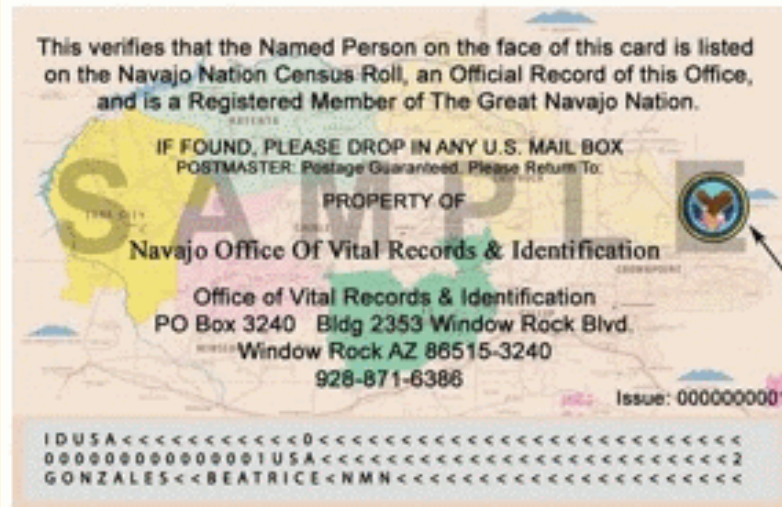 This verifies that the Named Person on the face of this card is listed
on the Navajo Nation Census Roll, an Official Record of this Office,
and is a Registered Member of The Great Navajo Nation.
IF FOUND, PLEASE DROP IN ANY U.S. MAIL BOX
POSTMASTER: Postage Guaranteed. Please Return To:
SAMPLE
PROPERTY OF
Navajo Office Of Vital Records & Identification
Office of Vital Records & Identification
PO Box 3240 Bldg 2353 Window Rock Blvd.
Window Rock AZ 86515-3240
928-871-6386
Issue: 0000000001
IDUSA<<<<<<<<<<<0<<<<<<<<<<<<<<<<<<<<<<<<<
0000000000000001USA<<<<<<<<<<<<<<<<<<<<<<<<<2
GONZALES<<BEATRICE<NMN<<<<<<<<<<<<<<<<<<<<<